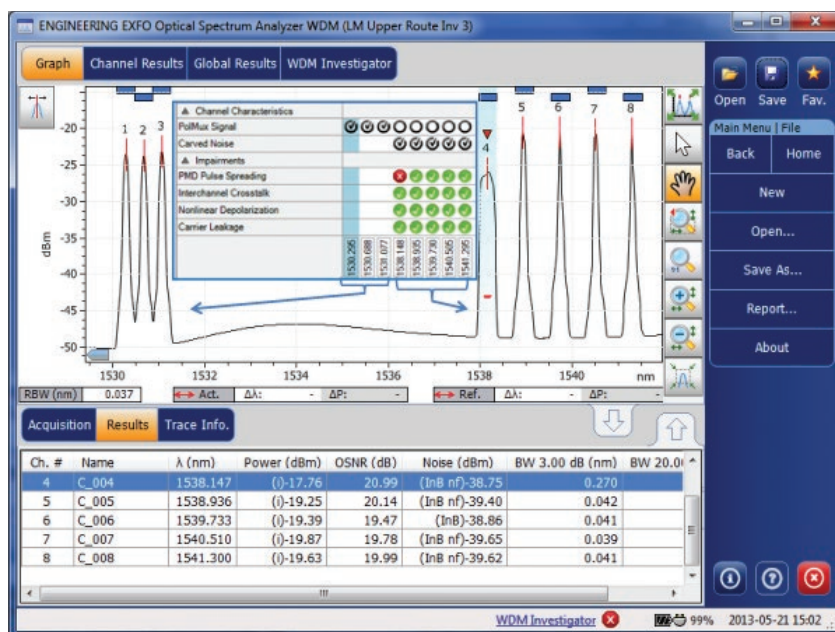 ENGINEERING EXFO Optical Spectrum Analyzer WDM (LM Upper Route Inv 3)
Graph Channel Results Global Results WDM Investigator
Open Save Fav.
Main Menu | File
Back Home
New
Open...
Save As...
Report...
About
1 2 3 4 5 6 7 8
Channel Characteristics
PolMux Signal
Carved Noise
Impairments
PMD Pulse Spreading
Interchannel Crosstalk
Nonlinear Depolarization
Carrier Leakage
1530.295 1530.688 1531.077 1538.148 1538.935 1539.730 1540.505 1541.295
dBm
-20
-25
-30
-35
-40
-45
-50
1530 1532 1534 1536 1538 1540 nm
RBW (nm) 0.037 Act. Δλ: - ΔP: - Ref. Δλ: - ΔP: -
Acquisition Results Trace Info.
Ch. # Name λ (nm) Power (dBm) OSNR (dB) Noise (dBm) BW 3.00 dB (nm) BW 20.0
4 C_004 1538.147 (i)-17.76 20.99 (InB nf)-38.75 0.270
5 C_005 1538.936 (i)-19.25 20.14 (InB nf)-39.40 0.042
6 C_006 1539.733 (i)-19.39 19.47 (InB)-38.86 0.041
7 C_007 1540.510 (i)-19.87 19.78 (InB nf)-39.65 0.039
8 C_008 1541.300 (i)-19.63 19.99 (InB nf)-39.62 0.041
WDM Investigator 99% 2013-05-21 15:02